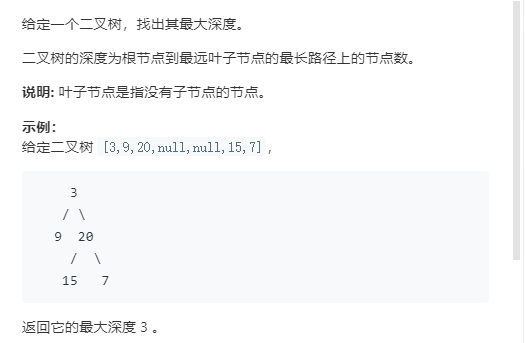 给定一个二叉树，找出其最大深度。
二叉树的深度为根节点到最远叶子节点的最长路径上的节点数。
说明: 叶子节点是指没有子节点的节点。
示例：
给定二叉树 [3,9,20,null,null,15,7]，
3
/ \
9  20
/  \
15   7
返回它的最大深度 3 。